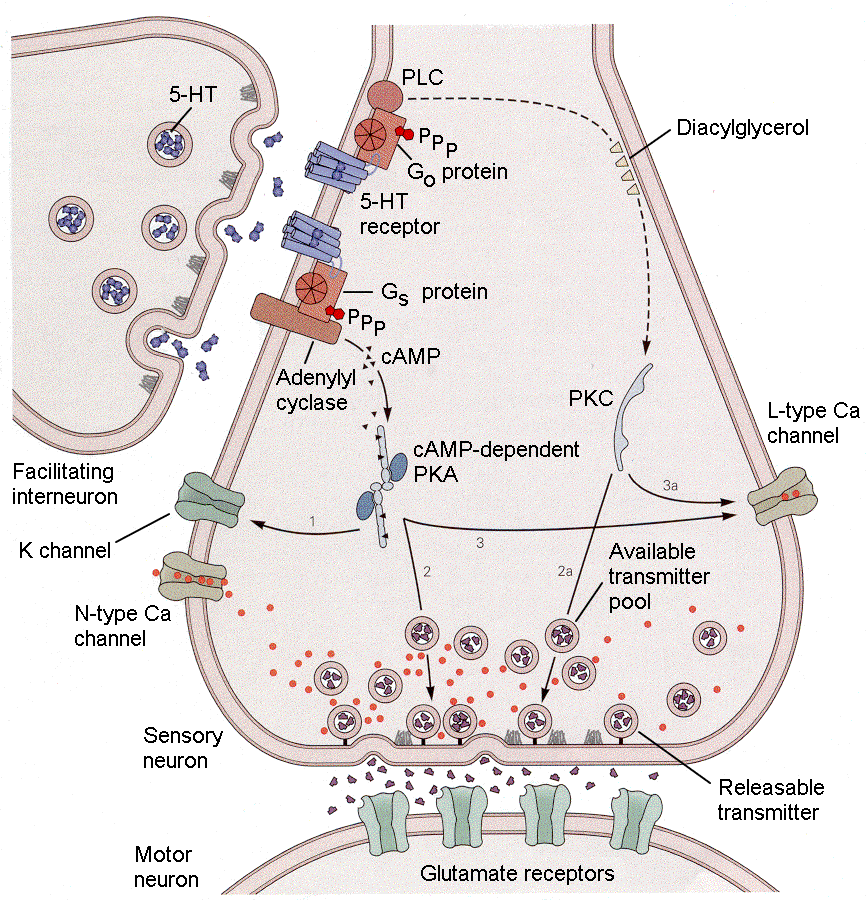 PLC
5-HT
Diacylglycerol
PPP
Go protein
5-HT
receptor
Gs protein
PPP
cAMP
Adenylyl
cyclase
PKC
L-type Ca
channel
cAMP-dependent
PKA
Facilitating
interneuron
3a
1
K channel
3
Available
transmitter
pool
2
2a
N-type Ca
channel
Sensory
neuron
Releasable
transmitter
Motor
neuron
Glutamate receptors